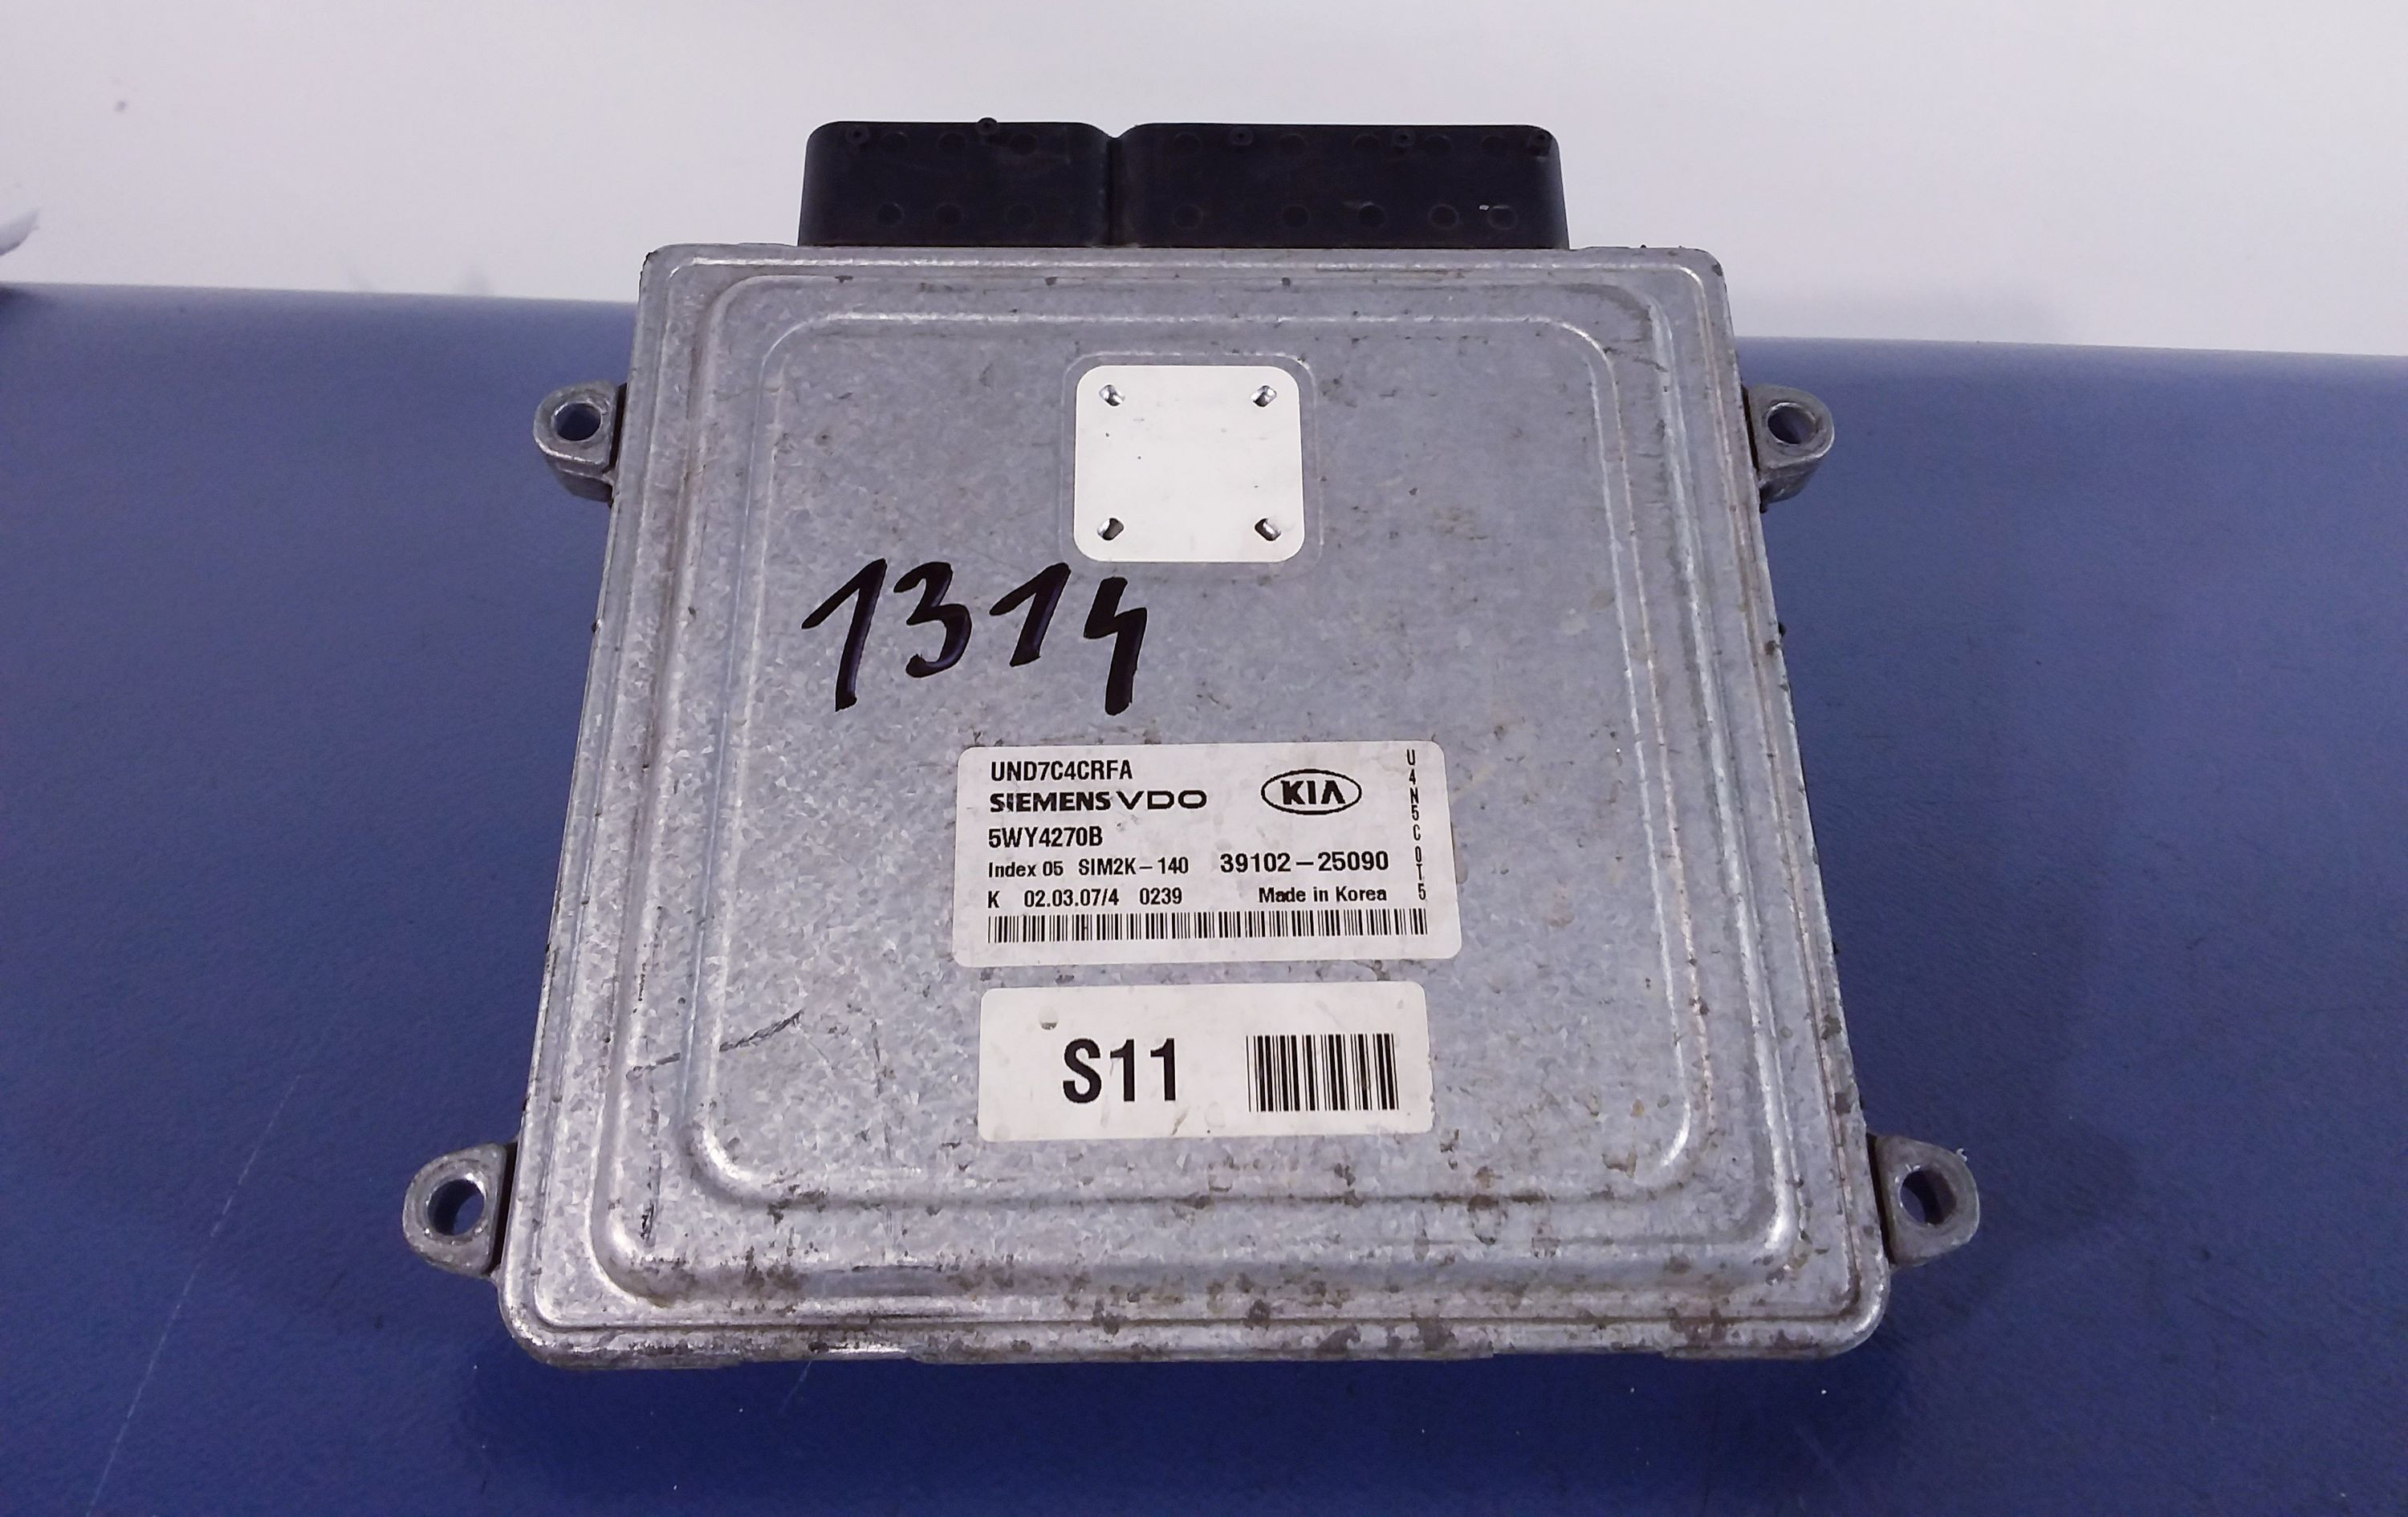 1314
UND7C4CRFA
SIEMENS VDO
KIA
5WY4270B
Index 05 SIM2K-140 39102-25090
K 02.03.07/4 0239 Made in Korea
U4N5C0T5
S11